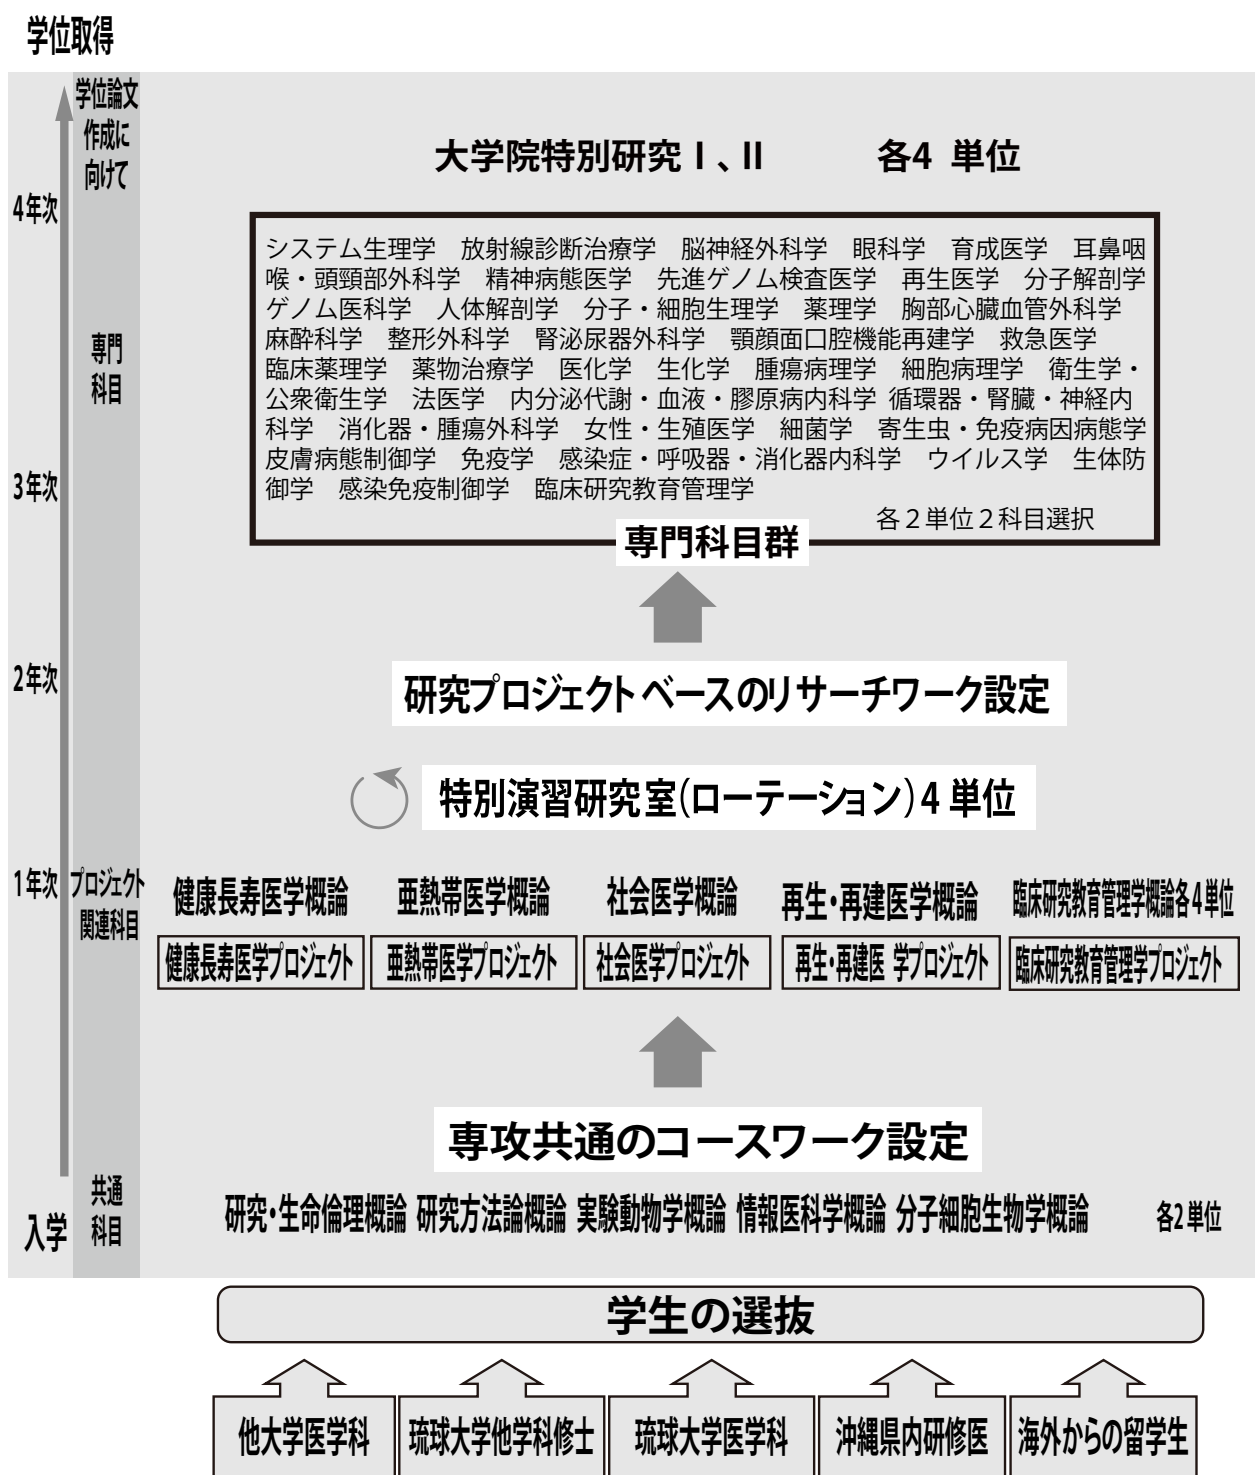 学位取得
学位論文
作成に
向けて
大学院特別研究Ⅰ、Ⅱ 各4 単位
4年次
システム生理学　放射線診断治療学　脳神経外科学　眼科学　育成医学　耳鼻咽
喉・頭頸部外科学　精神病態医学　先進ゲノム検査医学　再生医学　分子解剖学
ゲノム医科学　人体解剖学　分子・細胞生理学　薬理学　胸部心臓血管外科学
麻酔科学　整形外科学　腎泌尿器外科学　顎顔面口腔機能再建学　救急医学
臨床薬理学　薬物治療学　医化学　生化学　腫瘍病理学　細胞病理学　衛生学・
公衆衛生学　法医学　内分泌代謝・血液・膠原病内科学 循環器・腎臓・神経内
科学　消化器・腫瘍外科学　女性・生殖医学　細菌学　寄生虫・免疫病因病態学
皮膚病態制御学　免疫学　感染症・呼吸器・消化器内科学　ウイルス学　生体防
御学　感染免疫制御学　臨床研究教育管理学
各２単位２科目選択
専門
科目
3年次
専門科目群
2年次
研究プロジェクトベースのリサーチワーク設定
特別演習研究室(ローテーション)4 単位
1年次
プロジェクト
関連科目
健康長寿医学概論 亜熱帯医学概論 社会医学概論 再生・再建医学概論 臨床研究教育管理学概論各4単位
健康長寿医学プロジェクト 亜熱帯医学プロジェクト 社会医学プロジェクト 再生・再建医 学プロジェクト 臨床研究教育管理学プロジェクト
専攻共通のコースワーク設定
共通
科目
入学
研究・生命倫理概論 研究方法論概論 実験動物学概論 情報医科学概論 分子細胞生物学概論 各2単位
学生の選抜
他大学医学科 琉球大学他学科修士 琉球大学医学科 沖縄県内研修医 海外からの留学生